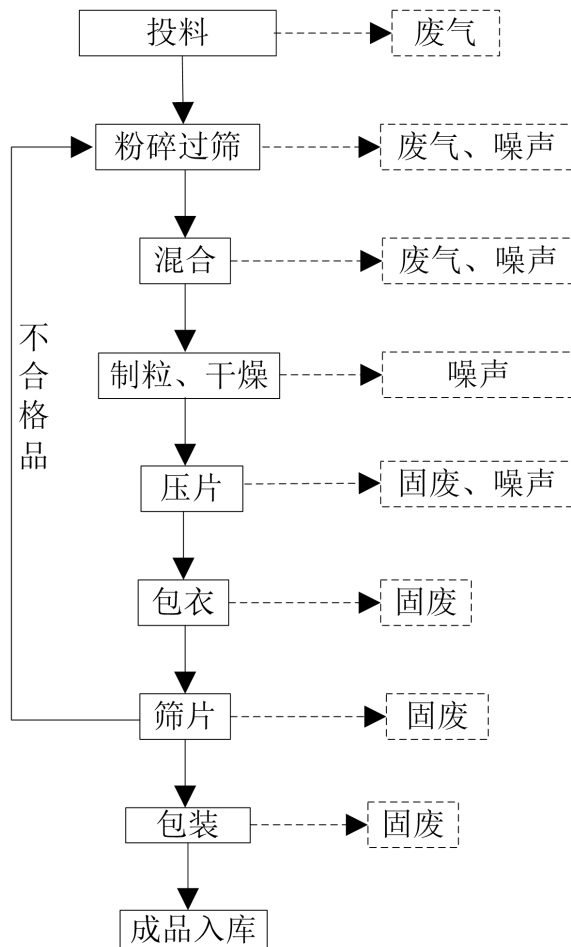 投料
废气
粉碎过筛
废气、噪声
混合
废气、噪声
不合格品
制粒、干燥
噪声
压片
固废、噪声
包衣
固废
筛片
固废
包装
固废
成品入库